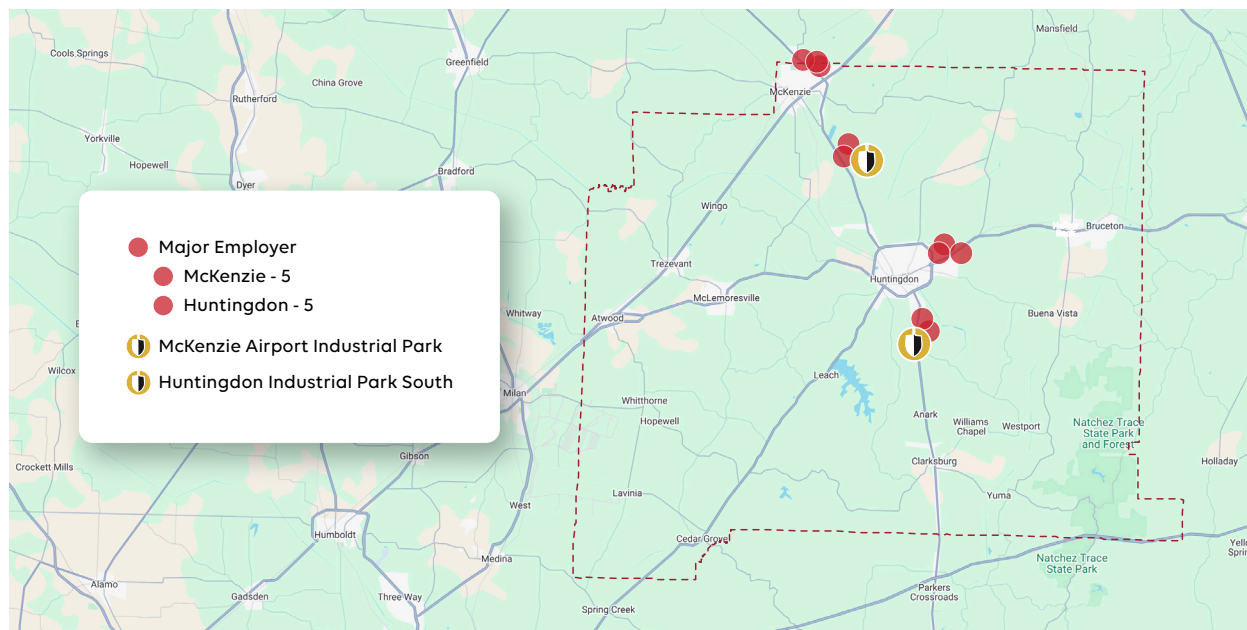 Major Employer
McKenzie - 5
Huntingdon - 5
McKenzie Airport Industrial Park
Huntingdon Industrial Park South
Cools Springs
Greenfield
Mansfield
China Grove
Rutherford
McKenzie
Yorkville
Hopewell
Bradford
Dyer
Wingo
Bruceton
Trezevant
Huntingdon
McLemoresville
Whitway
Atwood
Buena Vista
Wilcox
Leach
Milan
Whitthorne
Hopewell
Anark
Williams
Chapel
Westport
Natchez Trace
State Park
and Forest
Gibson
Crockett Mills
Clarksburg
Holladay
Lavinia
Yuma
West
Humboldt
Cedar Grove
Medina
Natchez Trace
State Park
Alamo
Gadsden
Three Way
Parkers
Crossroads
Spring Creek